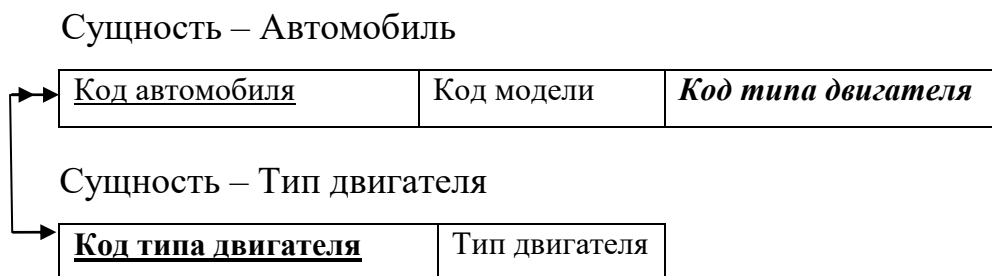 Сущность – Автомобиль
Код автомобиля Код модели Код типа двигателя
Сущность – Тип двигателя
Код типа двигателя Тип двигателя